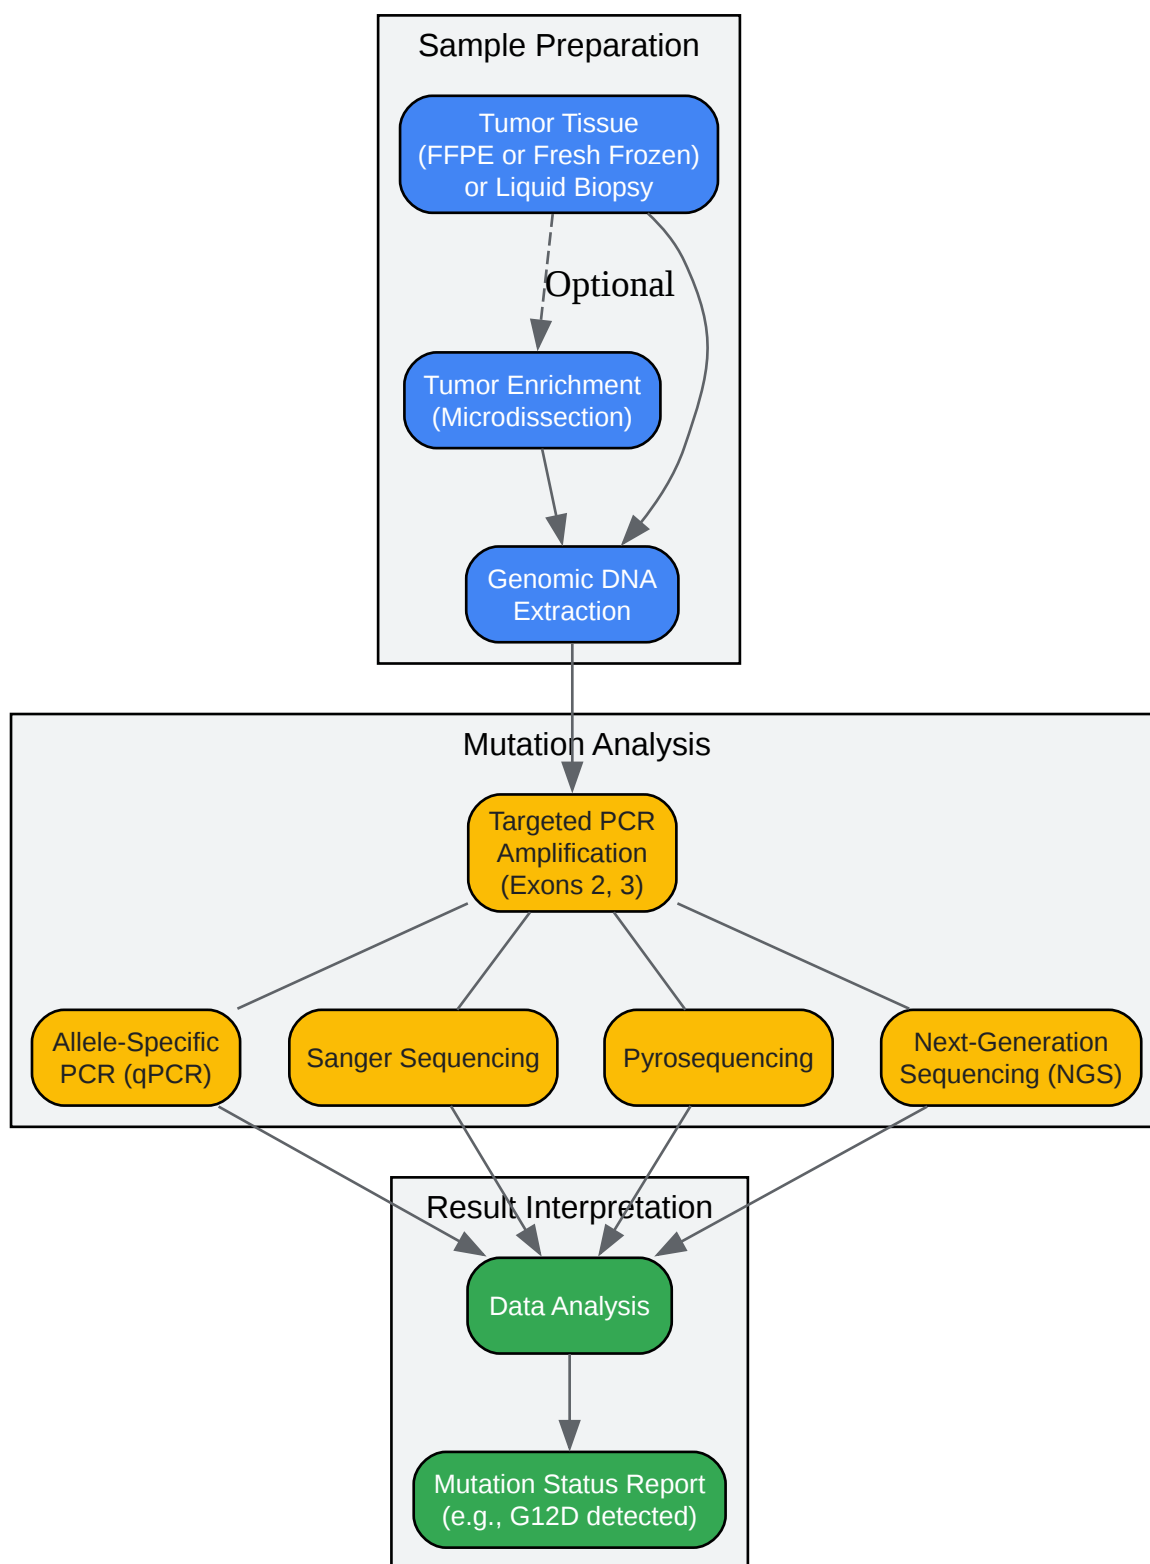 Sample Preparation
Tumor Tissue
(FFPE or Fresh Frozen)
or Liquid Biopsy
Optional
Tumor Enrichment
(Microdissection)
Genomic DNA
Extraction
Mutation Analysis
Targeted PCR
Amplification
(Exons 2, 3)
Allele-Specific
PCR (qPCR)
Sanger Sequencing
Pyrosequencing
Next-Generation
Sequencing (NGS)
Result Interpretation
Data Analysis
Mutation Status Report
(e.g., G12D detected)